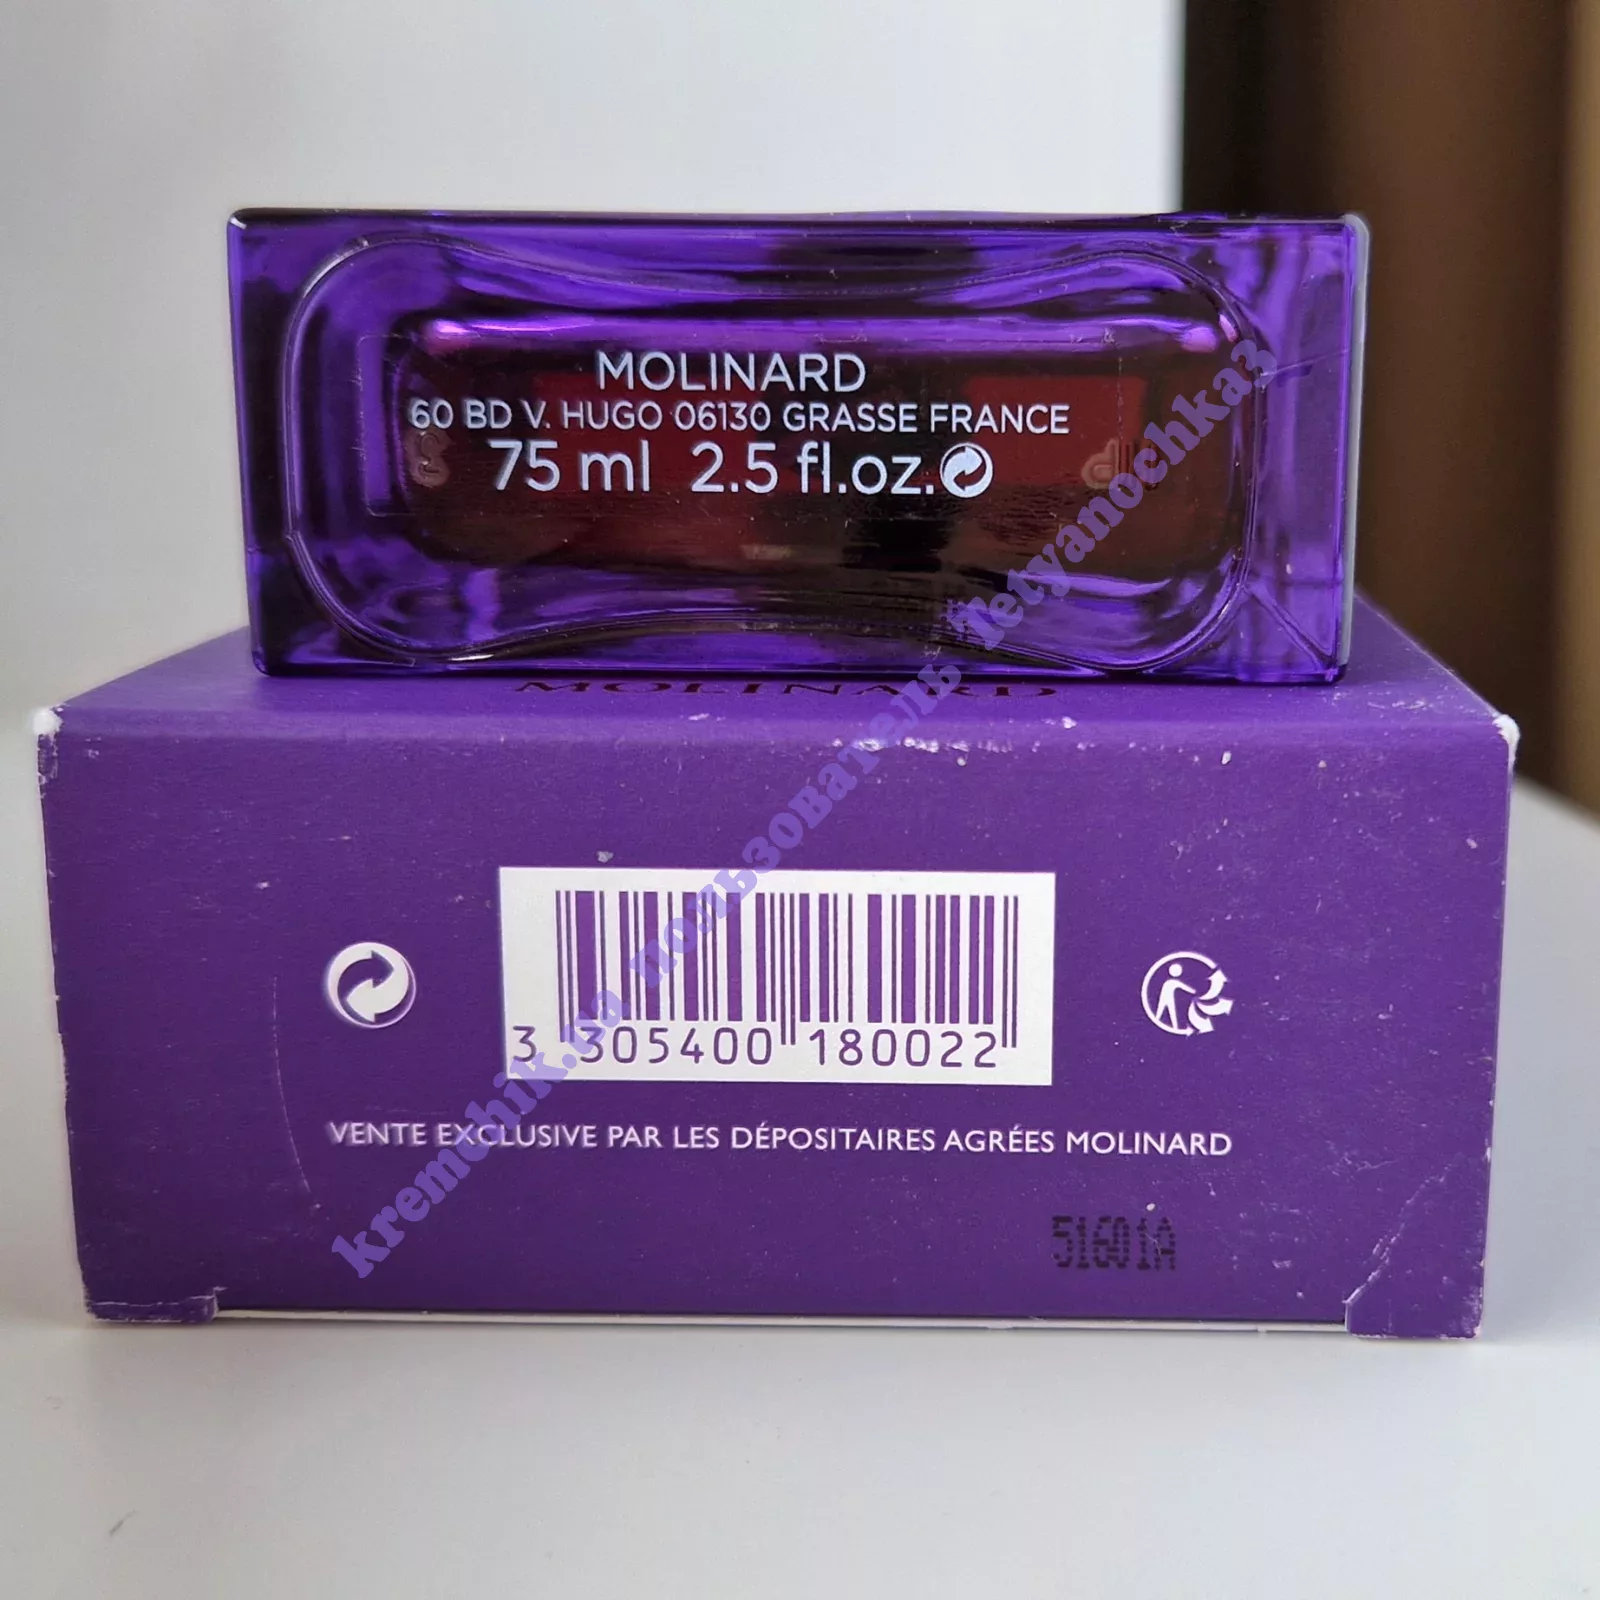 MOLINARD
60 BD V. HUGO 06130 GRASSE FRANCE
75 ml 2.5 fl.oz.
MOLINARD
3 305400 180022
VENTE EXCLUSIVE PAR LES DÉPOSITAIRES AGRÉES MOLINARD
51601A
kremchik.ua пользователь Tetyanochka3